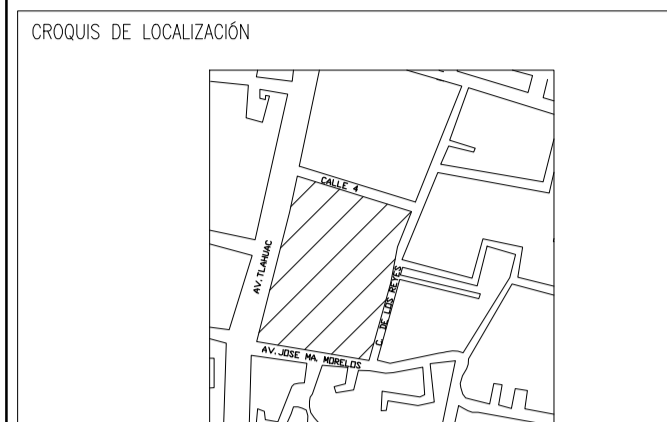 CROQUIS DE LOCALIZACIÓN
CALLE 4
AV. TLAHUAC
C. DE LOS REYES
AV. JOSE MA. MORELOS